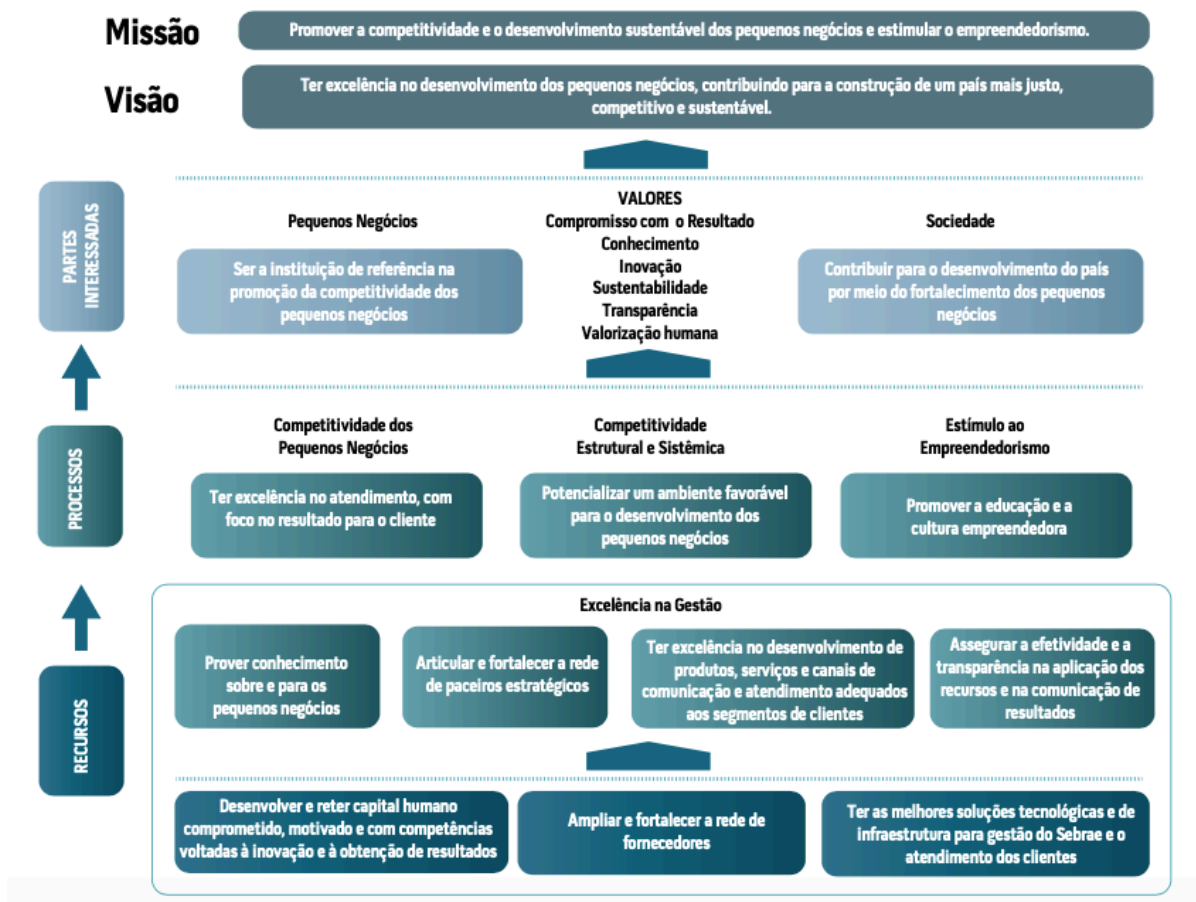 Missão
Promover a competitividade e o desenvolvimento sustentável dos pequenos negócios e estimular o empreendedorismo.
Visão
Ter excelência no desenvolvimento dos pequenos negócios, contribuindo para a construção de um país mais justo,
competitivo e sustentável.
PARTES
INTERESSADAS
Pequenos Negócios
Ser a instituição de referência na
promoção da competitividade dos
pequenos negócios
VALORES
Compromisso com o Resultado
Conhecimento
Inovação
Sustentabilidade
Transparência
Valorização humana
Sociedade
Contribuir para o desenvolvimento do país
por meio do fortalecimento dos pequenos
negócios
PROCESSOS
Competitividade dos
Pequenos Negócios
Ter excelência no atendimento, com
foco no resultado para o cliente
Competitividade
Estrutural e Sistêmica
Potencializar um ambiente favorável
para o desenvolvimento dos
pequenos negócios
Estímulo ao
Empreendedorismo
Promover a educação e a
cultura empreendedora
RECURSOS
Excelência na Gestão
Prover conhecimento
sobre e para os
pequenos negócios
Articular e fortalecer a rede
de paceiros estratégicos
Ter excelência no desenvolvimento de
produtos, serviços e canais de
comunicação e atendimento adequados
aos segmentos de clientes
Assegurar a efetividade e a
transparência na aplicação dos
recursos e na comunicação de
resultados
Desenvolver e reter capital humano
comprometido, motivado e com competências
voltadas à inovação e à obtenção de resultados
Ampliar e fortalecer a rede de
fornecedores
Ter as melhores soluções tecnológicas e de
infraestrutura para gestão do Sebrae e o
atendimento dos clientes